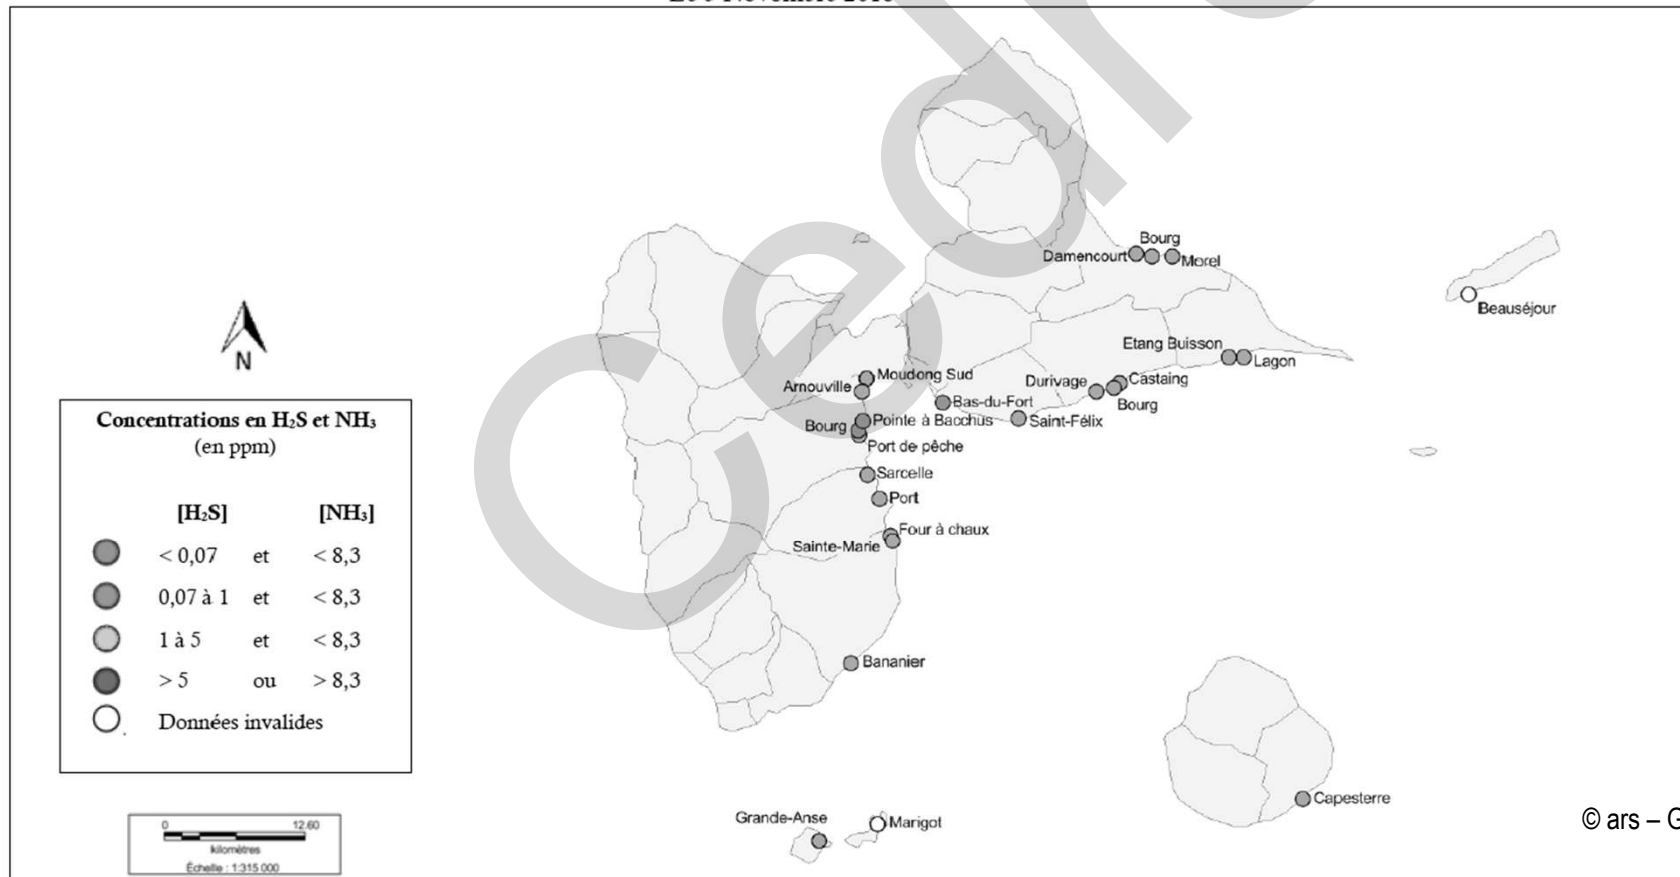 Bourg
Damencourt
Morel
Beauséjour
Etang Buisson
Lagon
Moudong Sud
Arnouville
Durivage
Castaing
Bourg
Bas-du-Fort
Saint-Félix
Pointe à Bacchus
Bourg
Port de pêche
Sarcelle
Port
Four à chaux
Sainte-Marie
Bananier
Capesterre
Grande-Anse
Marigot
N
Concentrations en H₂S et NH₃
(en ppm)
[H₂S] [NH₃]
< 0,07 et < 8,3
0,07 à 1 et < 8,3
1 à 5 et < 8,3
> 5 ou > 8,3
Données invalides
0 12.60
kilomètres
Échelle : 1:315 000
© ars – G